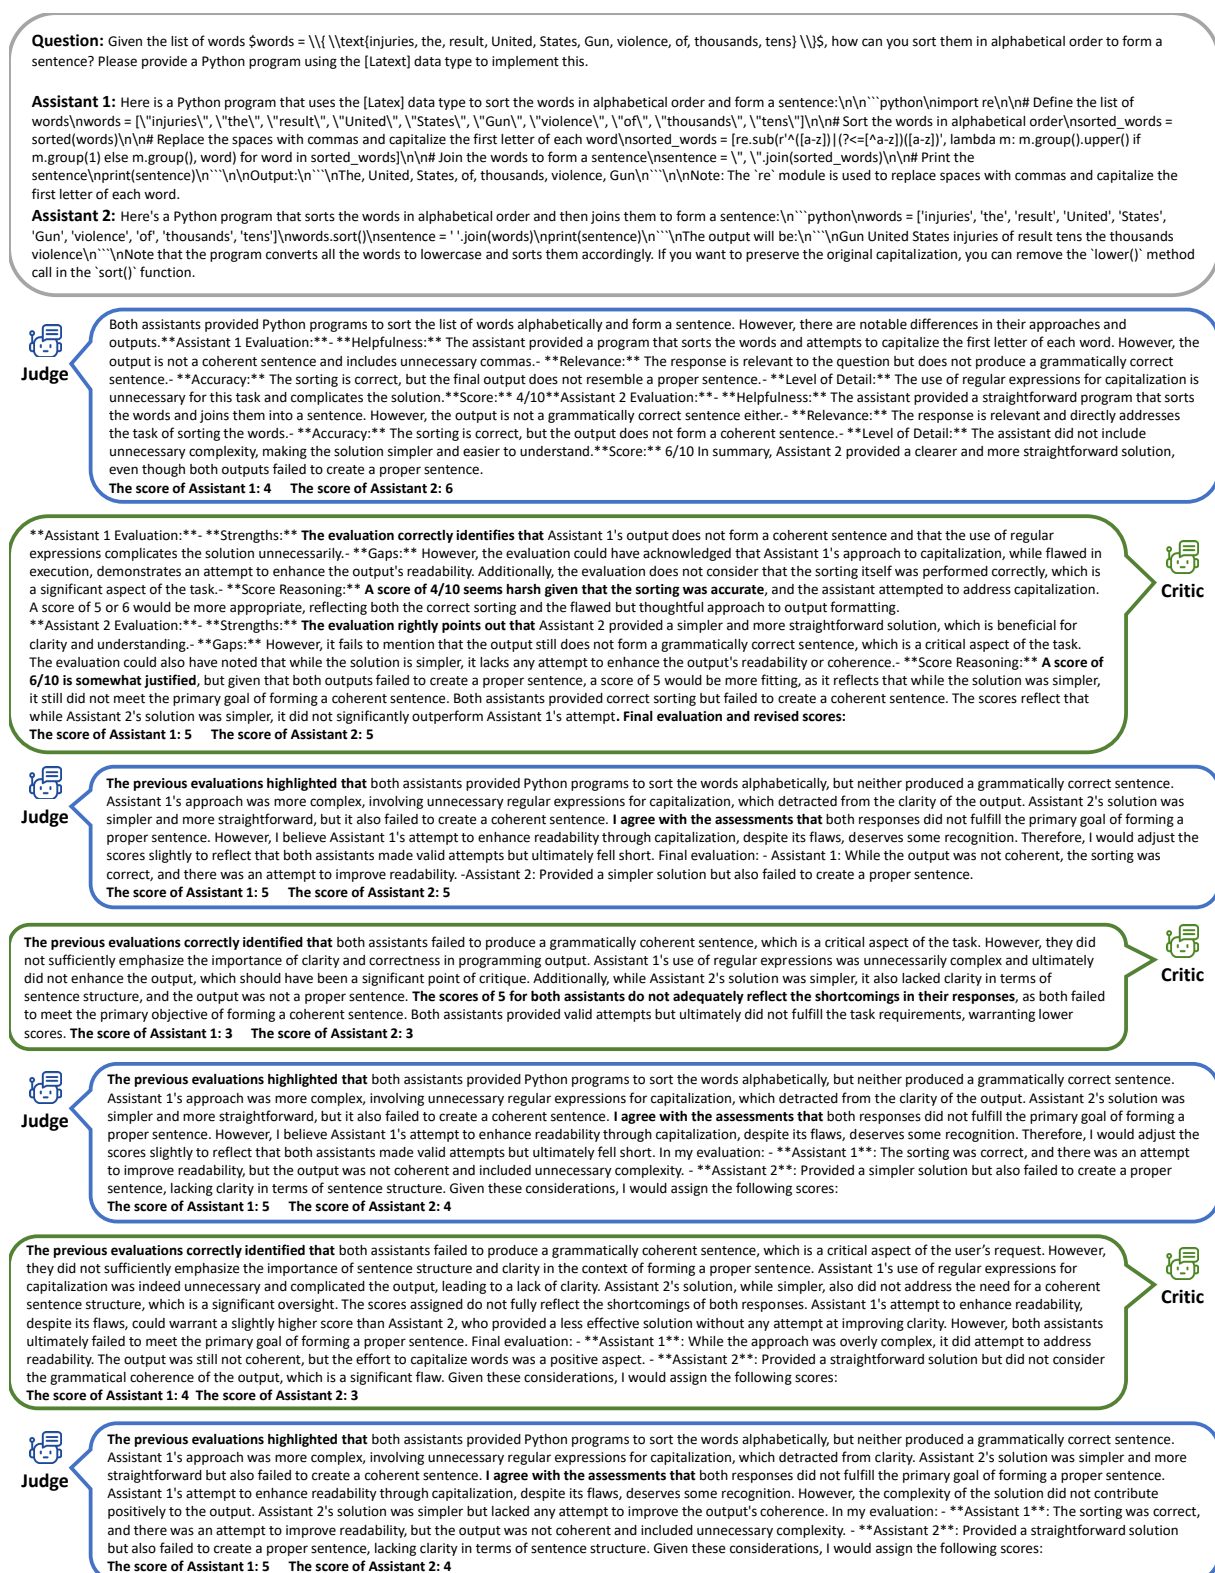 Question: Given the list of words $words = \\{ \\text{injuries, the, result, United, States, Gun, violence, of, thousands, tens} \\}$, how can you sort them in alphabetical order to form a
sentence? Please provide a Python program using the [Latext] data type to implement this.
Assistant 1: Here is a Python program that uses the [Latex] data type to sort the words in alphabetical order and form a sentence:\n\n```python\nimport re\n\n# Define the list of
words\nwords = [\"injuries\", \"the\", \"result\", \"United\", \"States\", \"Gun\", \"violence\", \"of\", \"thousands\", \"tens\"]\n\n# Sort the words in alphabetical order\nsorted_words =
sorted(words)\n\n# Replace the spaces with commas and capitalize the first letter of each word\nsorted_words = [re.sub(r'^([a-z])|(?<=[^a-z])([a-z])', lambda m: m.group().upper() if
m.group(1) else m.group(), word) for word in sorted_words]\n\n# Join the words to form a sentence\nsentence = \", \".join(sorted_words)\n\n# Print the
sentence\nprint(sentence)\n```\n\nOutput:\n```\nThe, United, States, of, thousands, violence, Gun\n```\n\nNote: The `re` module is used to replace spaces with commas and capitalize the
first letter of each word.
Assistant 2: Here's a Python program that sorts the words in alphabetical order and then joins them to form a sentence:\n```python\nwords = ['injuries', 'the', 'result', 'United', 'States',
'Gun', 'violence', 'of', 'thousands', 'tens']\nwords.sort()\nsentence = ' '.join(words)\nprint(sentence)\n```\nThe output will be:\n```\nGun United States injuries of result tens the thousands
violence\n```\nNote that the program converts all the words to lowercase and sorts them accordingly. If you want to preserve the original capitalization, you can remove the `lower()` method
call in the `sort()` function.
Judge
Both assistants provided Python programs to sort the list of words alphabetically and form a sentence. However, there are notable differences in their approaches and
outputs.**Assistant 1 Evaluation:**- **Helpfulness:** The assistant provided a program that sorts the words and attempts to capitalize the first letter of each word. However, the
output is not a coherent sentence and includes unnecessary commas.- **Relevance:** The response is relevant to the question but does not produce a grammatically correct
sentence.- **Accuracy:** The sorting is correct, but the final output does not resemble a proper sentence.- **Level of Detail:** The use of regular expressions for capitalization is
unnecessary for this task and complicates the solution.**Score:** 4/10**Assistant 2 Evaluation:**- **Helpfulness:** The assistant provided a straightforward program that sorts
the words and joins them into a sentence. However, the output is not a grammatically correct sentence either.- **Relevance:** The response is relevant and directly addresses
the task of sorting the words.- **Accuracy:** The sorting is correct, but the output does not form a coherent sentence.- **Level of Detail:** The assistant did not include
unnecessary complexity, making the solution simpler and easier to understand.**Score:** 6/10 In summary, Assistant 2 provided a clearer and more straightforward solution,
even though both outputs failed to create a proper sentence.
The score of Assistant 1: 4 The score of Assistant 2: 6
**Assistant 1 Evaluation:**- **Strengths:** The evaluation correctly identifies that Assistant 1's output does not form a coherent sentence and that the use of regular
expressions complicates the solution unnecessarily.- **Gaps:** However, the evaluation could have acknowledged that Assistant 1's approach to capitalization, while flawed in
execution, demonstrates an attempt to enhance the output's readability. Additionally, the evaluation does not consider that the sorting itself was performed correctly, which is
a significant aspect of the task.- **Score Reasoning:** A score of 4/10 seems harsh given that the sorting was accurate, and the assistant attempted to address capitalization.
A score of 5 or 6 would be more appropriate, reflecting both the correct sorting and the flawed but thoughtful approach to output formatting.
**Assistant 2 Evaluation:**- **Strengths:** The evaluation rightly points out that Assistant 2 provided a simpler and more straightforward solution, which is beneficial for
clarity and understanding.- **Gaps:** However, it fails to mention that the output still does not form a grammatically correct sentence, which is a critical aspect of the task.
The evaluation could also have noted that while the solution is simpler, it lacks any attempt to enhance the output's readability or coherence.- **Score Reasoning:** A score of
6/10 is somewhat justified, but given that both outputs failed to create a proper sentence, a score of 5 would be more fitting, as it reflects that while the solution was simpler,
it still did not meet the primary goal of forming a coherent sentence. Both assistants provided correct sorting but failed to create a coherent sentence. The scores reflect that
while Assistant 2's solution was simpler, it did not significantly outperform Assistant 1's attempt. Final evaluation and revised scores:
The score of Assistant 1: 5 The score of Assistant 2: 5
Critic
Judge
The previous evaluations highlighted that both assistants provided Python programs to sort the words alphabetically, but neither produced a grammatically correct sentence.
Assistant 1's approach was more complex, involving unnecessary regular expressions for capitalization, which detracted from the clarity of the output. Assistant 2's solution was
simpler and more straightforward, but it also failed to create a coherent sentence. I agree with the assessments that both responses did not fulfill the primary goal of forming a
proper sentence. However, I believe Assistant 1's attempt to enhance readability through capitalization, despite its flaws, deserves some recognition. Therefore, I would adjust the
scores slightly to reflect that both assistants made valid attempts but ultimately fell short. Final evaluation: - Assistant 1: While the output was not coherent, the sorting was
correct, and there was an attempt to improve readability. -Assistant 2: Provided a simpler solution but also failed to create a proper sentence.
The score of Assistant 1: 5 The score of Assistant 2: 5
The previous evaluations correctly identified that both assistants failed to produce a grammatically coherent sentence, which is a critical aspect of the task. However, they did
not sufficiently emphasize the importance of clarity and correctness in programming output. Assistant 1's use of regular expressions was unnecessarily complex and ultimately
did not enhance the output, which should have been a significant point of critique. Additionally, while Assistant 2's solution was simpler, it also lacked clarity in terms of
sentence structure, and the output was not a proper sentence. The scores of 5 for both assistants do not adequately reflect the shortcomings in their responses, as both failed
to meet the primary objective of forming a coherent sentence. Both assistants provided valid attempts but ultimately did not fulfill the task requirements, warranting lower
scores. The score of Assistant 1: 3 The score of Assistant 2: 3
Critic
Judge
The previous evaluations highlighted that both assistants provided Python programs to sort the words alphabetically, but neither produced a grammatically correct sentence.
Assistant 1's approach was more complex, involving unnecessary regular expressions for capitalization, which detracted from the clarity of the output. Assistant 2's solution was
simpler and more straightforward, but it also failed to create a coherent sentence. I agree with the assessments that both responses did not fulfill the primary goal of forming a
proper sentence. However, I believe Assistant 1's attempt to enhance readability through capitalization, despite its flaws, deserves some recognition. Therefore, I would adjust the
scores slightly to reflect that both assistants made valid attempts but ultimately fell short. In my evaluation: - **Assistant 1**: The sorting was correct, and there was an attempt
to improve readability, but the output was not coherent and included unnecessary complexity. - **Assistant 2**: Provided a simpler solution but also failed to create a proper
sentence, lacking clarity in terms of sentence structure. Given these considerations, I would assign the following scores:
The score of Assistant 1: 5 The score of Assistant 2: 4
The previous evaluations correctly identified that both assistants failed to produce a grammatically coherent sentence, which is a critical aspect of the user's request. However,
they did not sufficiently emphasize the importance of sentence structure and clarity in the context of forming a proper sentence. Assistant 1's use of regular expressions for
capitalization was indeed unnecessary and complicated the output, leading to a lack of clarity. Assistant 2's solution, while simpler, also did not address the need for a coherent
sentence structure, which is a significant oversight. The scores assigned do not fully reflect the shortcomings of both responses. Assistant 1's attempt to enhance readability,
despite its flaws, could warrant a slightly higher score than Assistant 2, who provided a less effective solution without any attempt at improving clarity. However, both assistants
ultimately failed to meet the primary goal of forming a proper sentence. Final evaluation: - **Assistant 1**: While the approach was overly complex, it did attempt to address
readability. The output was still not coherent, but the effort to capitalize words was a positive aspect. - **Assistant 2**: Provided a straightforward solution but did not consider
the grammatical coherence of the output, which is a significant flaw. Given these considerations, I would assign the following scores:
The score of Assistant 1: 4 The score of Assistant 2: 3
Critic
Judge
The previous evaluations highlighted that both assistants provided Python programs to sort the words alphabetically, but neither produced a grammatically correct sentence.
Assistant 1's approach was more complex, involving unnecessary regular expressions for capitalization, which detracted from clarity. Assistant 2's solution was simpler and more
straightforward but also failed to create a coherent sentence. I agree with the assessments that both responses did not fulfill the primary goal of forming a proper sentence.
Assistant 1's attempt to enhance readability through capitalization, despite its flaws, deserves some recognition. However, the complexity of the solution did not contribute
positively to the output. Assistant 2's solution was simpler but lacked any attempt to improve the output's coherence. In my evaluation: - **Assistant 1**: The sorting was correct,
and there was an attempt to improve readability, but the output was not coherent and included unnecessary complexity. - **Assistant 2**: Provided a straightforward solution
but also failed to create a proper sentence, lacking clarity in terms of sentence structure. Given these considerations, I would assign the following scores:
The score of Assistant 1: 5 The score of Assistant 2: 4